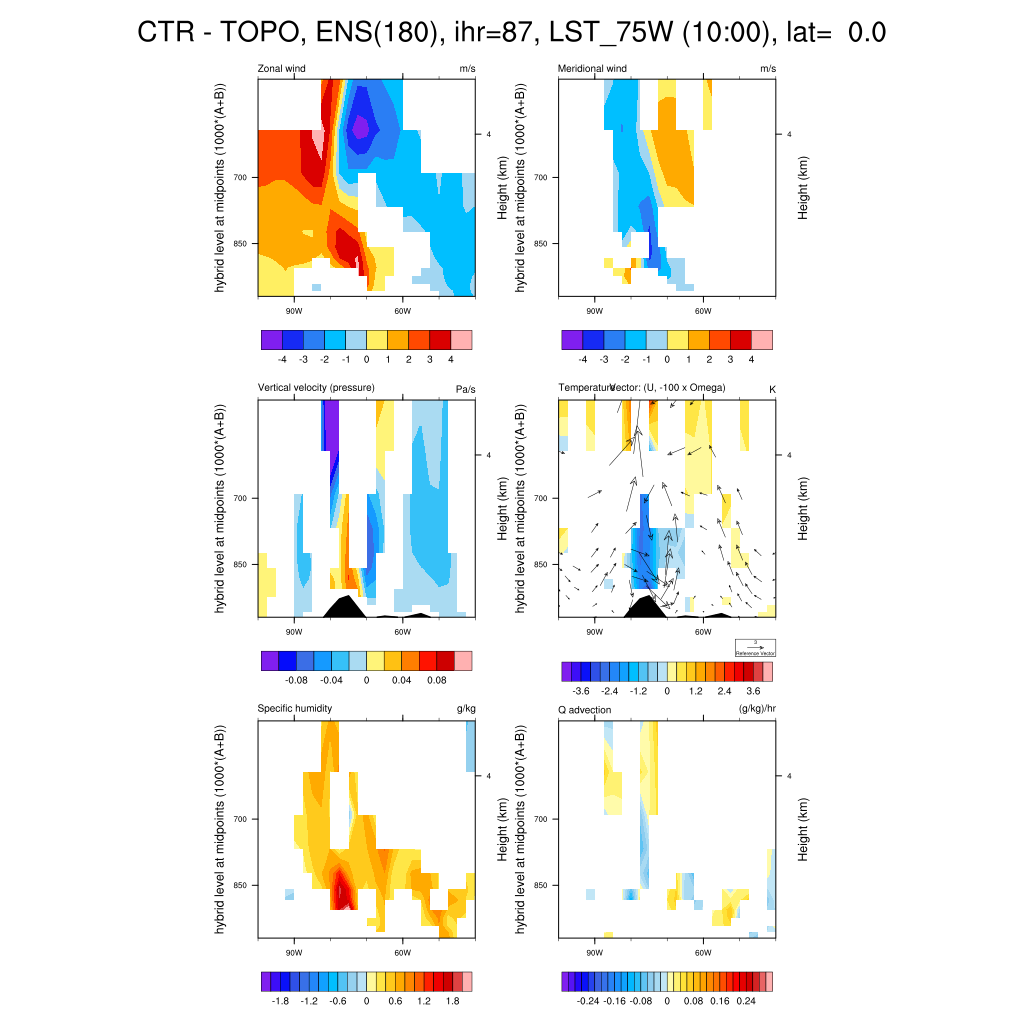 CTR - TOPO, ENS(180), ihr=87, LST_75W (10:00), lat= 0.0
Zonal wind m/s
hybrid level at midpoints (1000*(A+B))
700
850
4
Height (km)
90W 60W
-4 -3 -2 -1 0 1 2 3 4
Meridional wind m/s
hybrid level at midpoints (1000*(A+B))
700
850
4
Height (km)
90W 60W
-4 -3 -2 -1 0 1 2 3 4
Vertical velocity (pressure) Pa/s
hybrid level at midpoints (1000*(A+B))
700
850
4
Height (km)
90W 60W
-0.08 -0.04 0 0.04 0.08
Temperature Vector: (U, -100 x Omega) K
hybrid level at midpoints (1000*(A+B))
700
850
4
Height (km)
90W 60W
3
Reference Vector
-3.6 -2.4 -1.2 0 1.2 2.4 3.6
Specific humidity g/kg
hybrid level at midpoints (1000*(A+B))
700
850
4
Height (km)
90W 60W
-1.8 -1.2 -0.6 0 0.6 1.2 1.8
Q advection (g/kg)/hr
hybrid level at midpoints (1000*(A+B))
700
850
4
Height (km)
90W 60W
-0.24 -0.16 -0.08 0 0.08 0.16 0.24